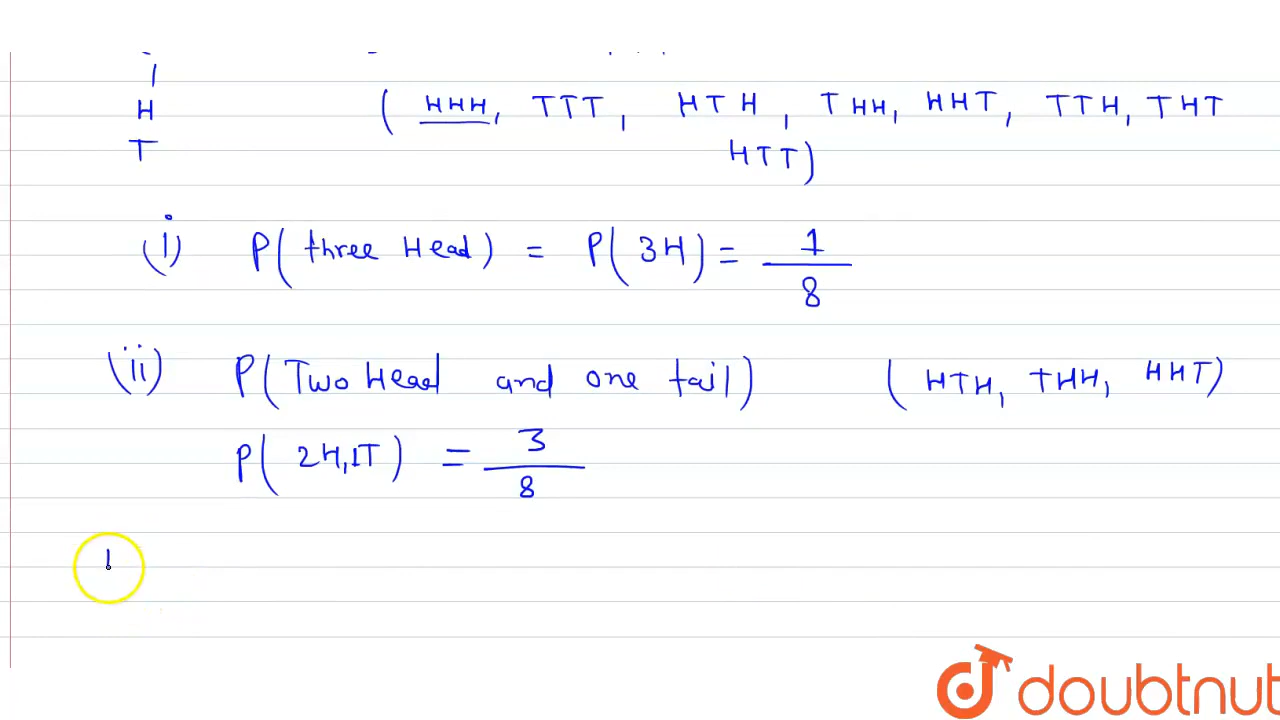 H
T
( HHH, TTT, HTH, THH, HHT, TTH, THT
HTT)
(i) P( three Head) = P( 3H) = 1/8
(ii) P( Two Head and one tail) ( HTH, THH, HHT)
P( 2H,1T) = 3/8
doubtnut